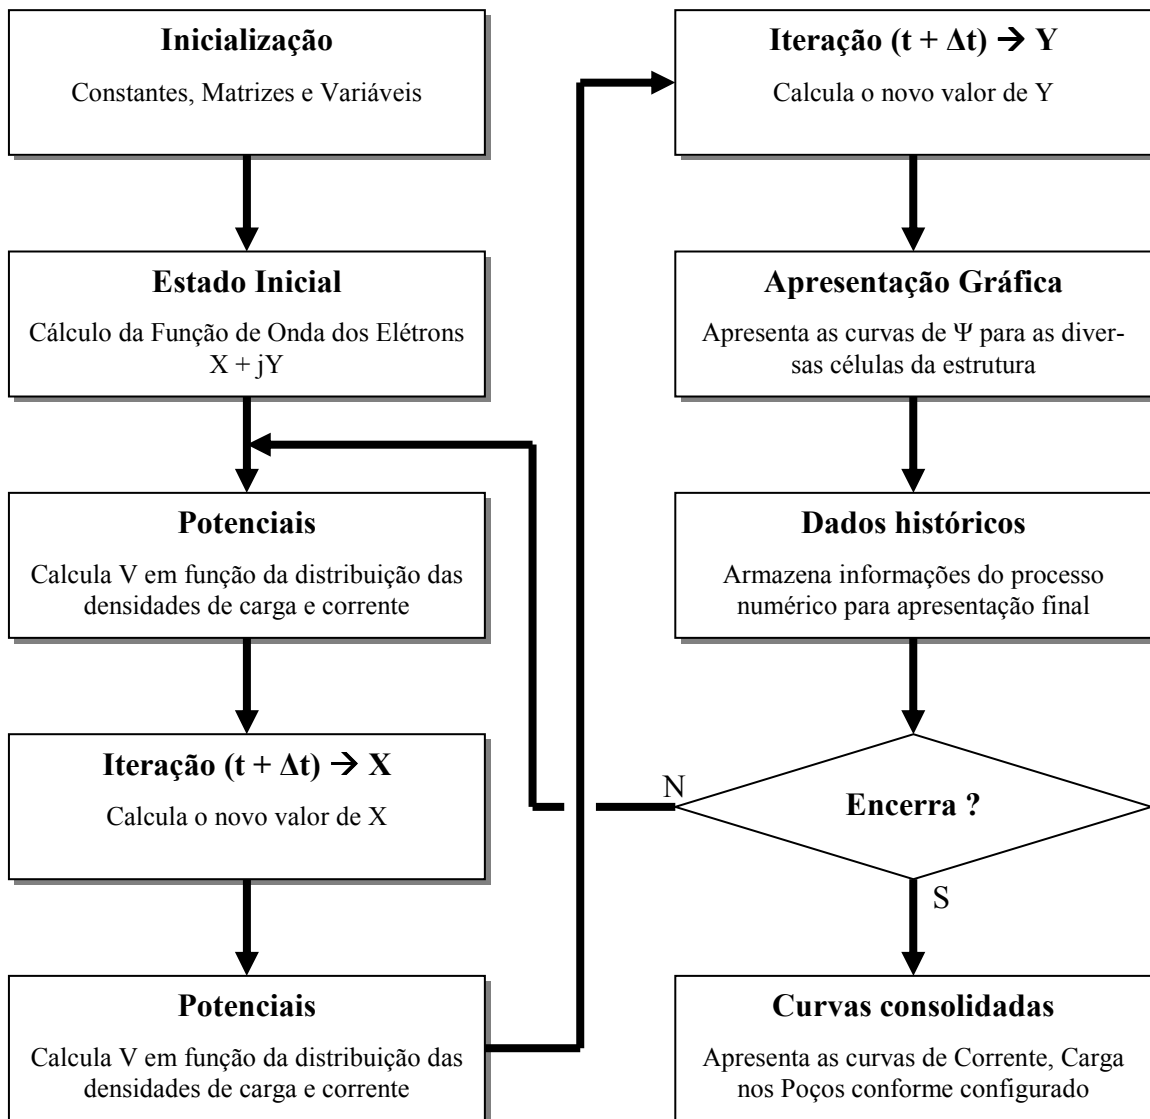 Inicialização
Constantes, Matrizes e Variáveis
Estado Inicial
Cálculo da Função de Onda dos Elétrons
X + jY
Potenciais
Calcula V em função da distribuição das
densidades de carga e corrente
Iteração (t + Δt) → X
Calcula o novo valor de X
Potenciais
Calcula V em função da distribuição das
densidades de carga e corrente
Iteração (t + Δt) → Y
Calcula o novo valor de Y
Apresentação Gráfica
Apresenta as curvas de Ψ para as diver-
sas células da estrutura
Dados históricos
Armazena informações do processo
numérico para apresentação final
N
Encerra ?
S
Curvas consolidadas
Apresenta as curvas de Corrente, Carga
nos Poços conforme configurado